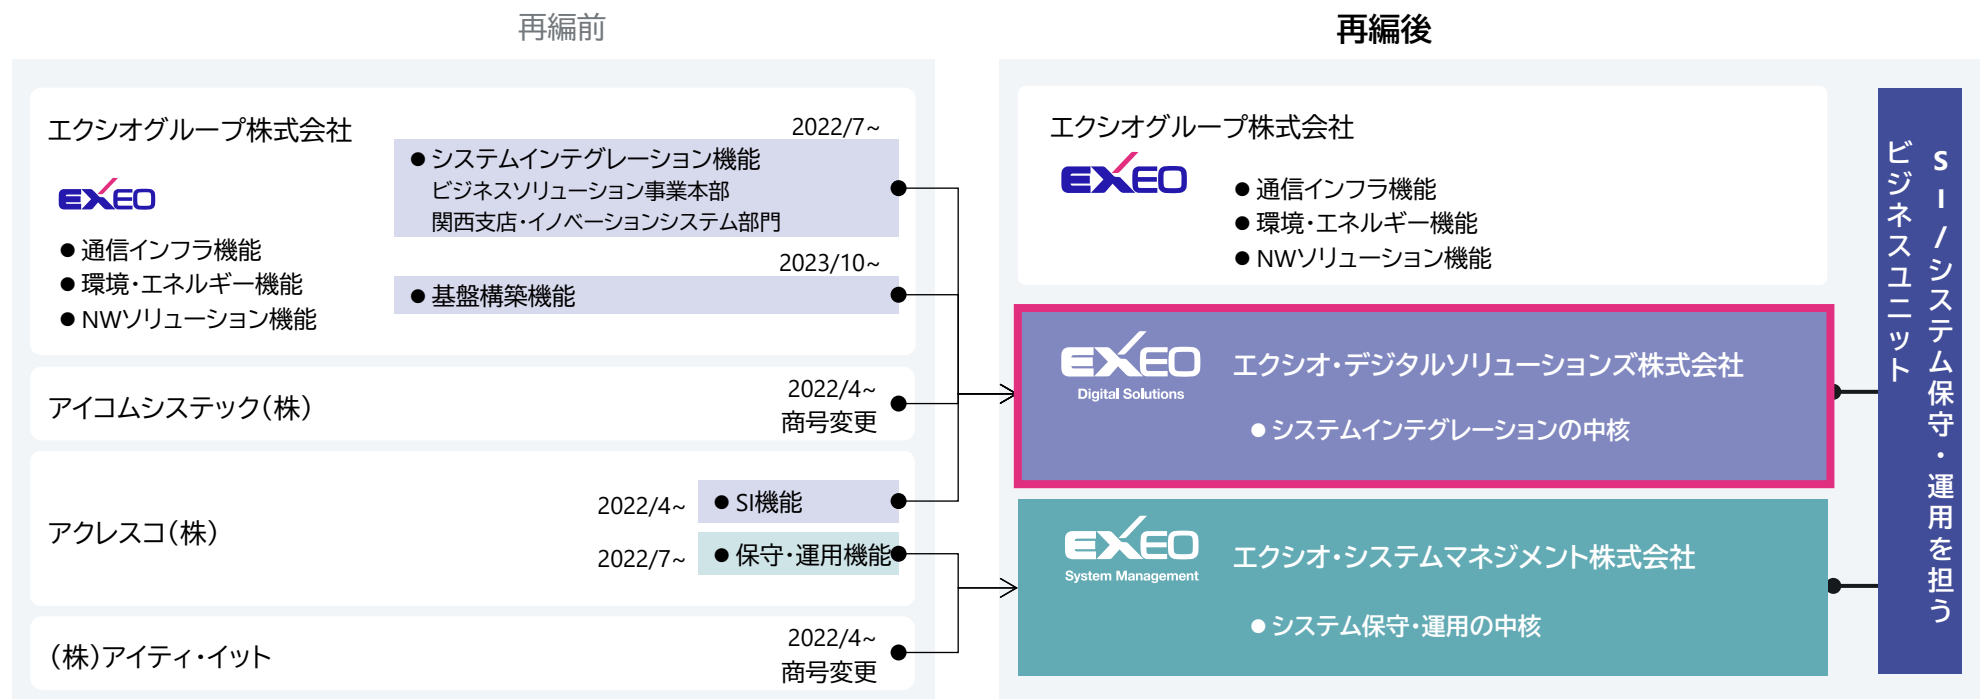 再編前
再編後
エクシオグループ株式会社
EXEO
● 通信インフラ機能
● 環境・エネルギー機能
● NWソリューション機能
2022/7~
● システムインテグレーション機能
ビジネスソリューション事業本部
関西支店・イノベーションシステム部門
2023/10~
● 基盤構築機能
アイコムシステック(株)
2022/4~
商号変更
アクレスコ(株)
2022/4~
● SI機能
2022/7~
● 保守・運用機能
(株)アイティ・イット
2022/4~
商号変更
エクシオグループ株式会社
EXEO
● 通信インフラ機能
● 環境・エネルギー機能
● NWソリューション機能
EXEO
Digital Solutions
エクシオ・デジタルソリューションズ株式会社
● システムインテグレーションの中核
EXEO
System Management
エクシオ・システムマネジメント株式会社
● システム保守・運用の中核
SI/システム保守・運用を担う
ビジネスユニット